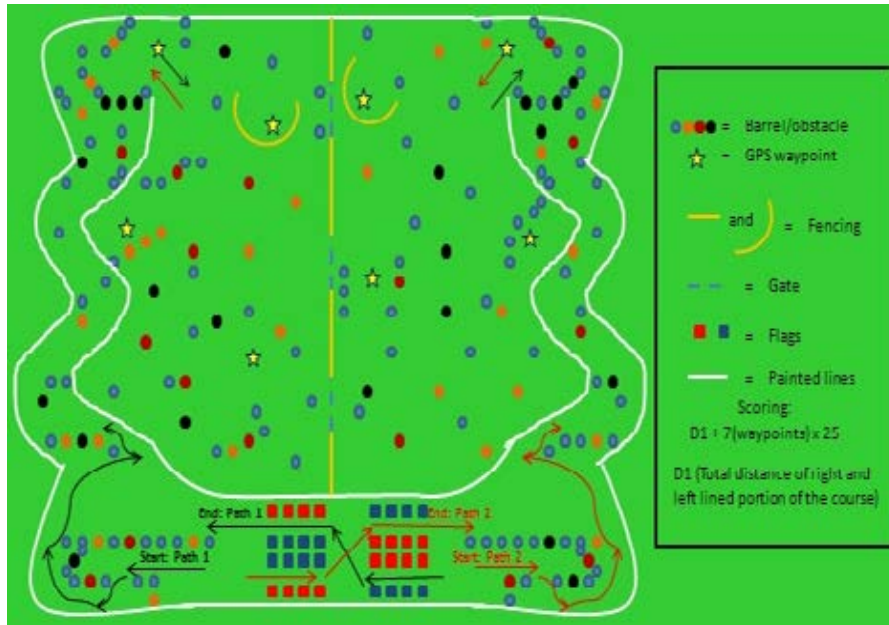 = Barrel/obstacle
– GPS waypoint
and = Fencing
= Gate
= Flags
= Painted lines
Scoring:
D1 + 7(waypoints) x 25
D1 (Total distance of right and
left lined portion of the course)
End: Path 1
End: Path 2
Start: Path 1
Start: Path 2